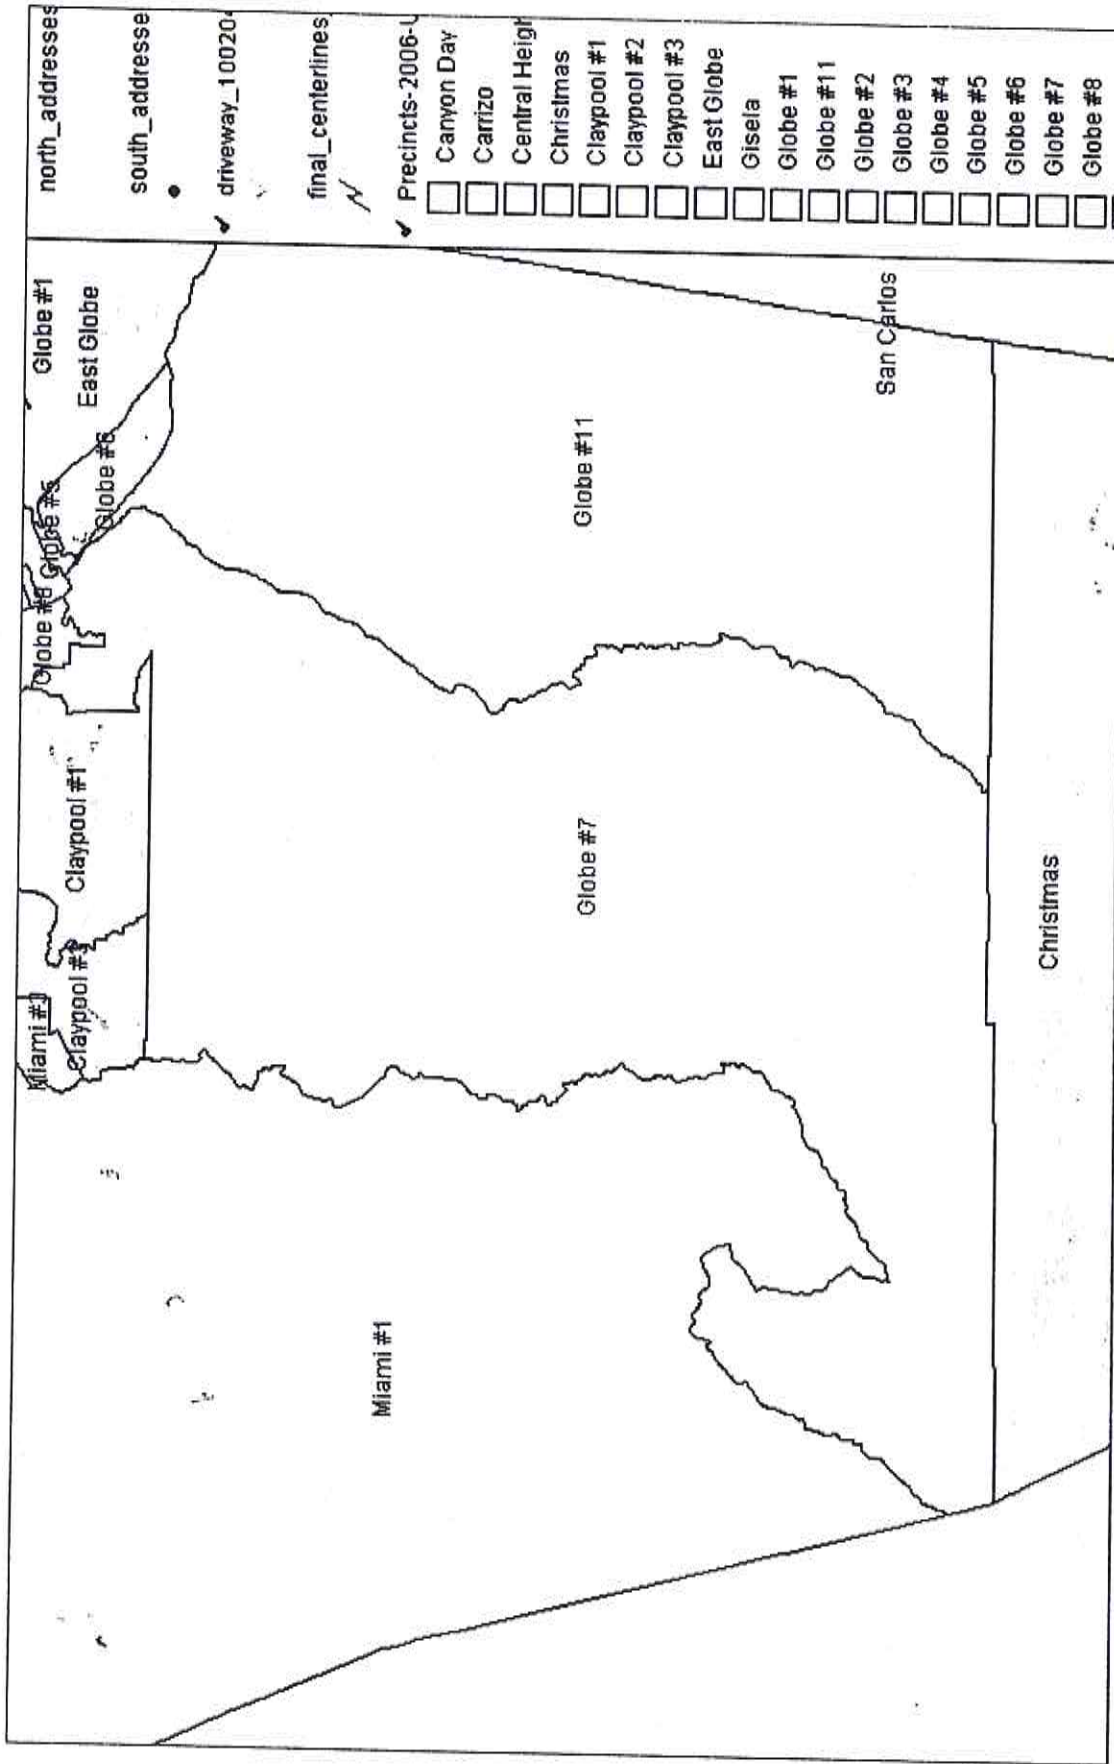 north_addresses
south_addresse
driveway_10020
final_centerlines
Precincts-2006-
Canyon Day
Carrizo
Central Heigh
Christmas
Claypool #1
Claypool #2
Claypool #3
East Globe
Gisela
Globe #1
Globe #11
Globe #2
Globe #3
Globe #4
Globe #5
Globe #6
Globe #7
Globe #8
Miami #3
Claypool #3
Claypool #1
Globe #8
Globe #5
Globe #6
Globe #1
East Globe
Miami #1
Globe #7
Globe #11
San Carlos
Christmas